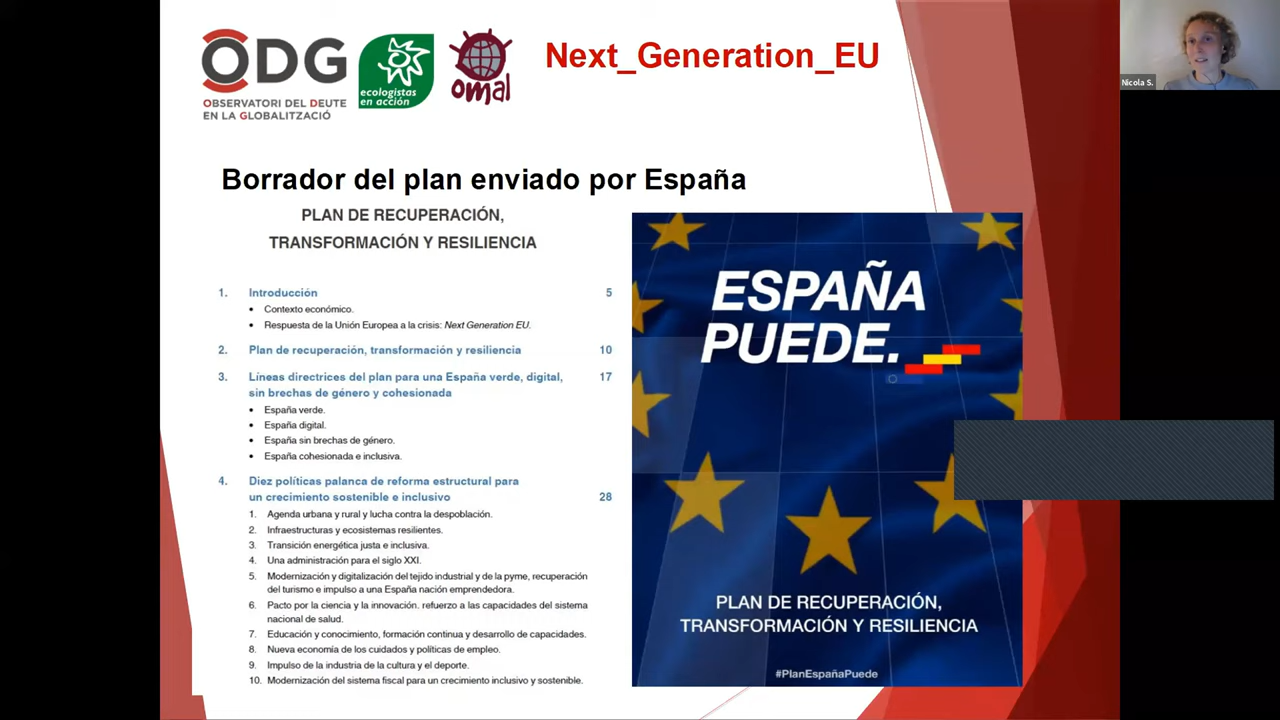 ODG
OBSERVATORI DEL DEUTE
EN LA GLOBALITZACIÓ
ecologistas
en acción
omal
Next_Generation_EU
Nicola S.
Borrador del plan enviado por España
PLAN DE RECUPERACIÓN,
TRANSFORMACIÓN Y RESILIENCIA
1. Introducción 5
• Contexto económico.
• Respuesta de la Unión Europea a la crisis: Next Generation EU.
2. Plan de recuperación, transformación y resiliencia 10
3. Líneas directrices del plan para una España verde, digital, 17
sin brechas de género y cohesionada
• España verde.
• España digital.
• España sin brechas de género.
• España cohesionada e inclusiva.
4. Diez políticas palanca de reforma estructural para
un crecimiento sostenible e inclusivo 28
1. Agenda urbana y rural y lucha contra la despoblación.
2. Infraestructuras y ecosistemas resilientes.
3. Transición energética justa e inclusiva.
4. Una administración para el siglo XXI.
5. Modernización y digitalización del tejido industrial y de la pyme, recuperación
del turismo e impulso a una España nación emprendedora.
6. Pacto por la ciencia y la innovación. refuerzo a las capacidades del sistema
nacional de salud.
7. Educación y conocimiento, formación continua y desarrollo de capacidades.
8. Nueva economía de los cuidados y políticas de empleo.
9. Impulso de la industria de la cultura y el deporte.
10. Modernización del sistema fiscal para un crecimiento inclusivo y sostenible.
ESPAÑA
PUEDE.
PLAN DE RECUPERACIÓN,
TRANSFORMACIÓN Y RESILIENCIA
#PlanEspañaPuede